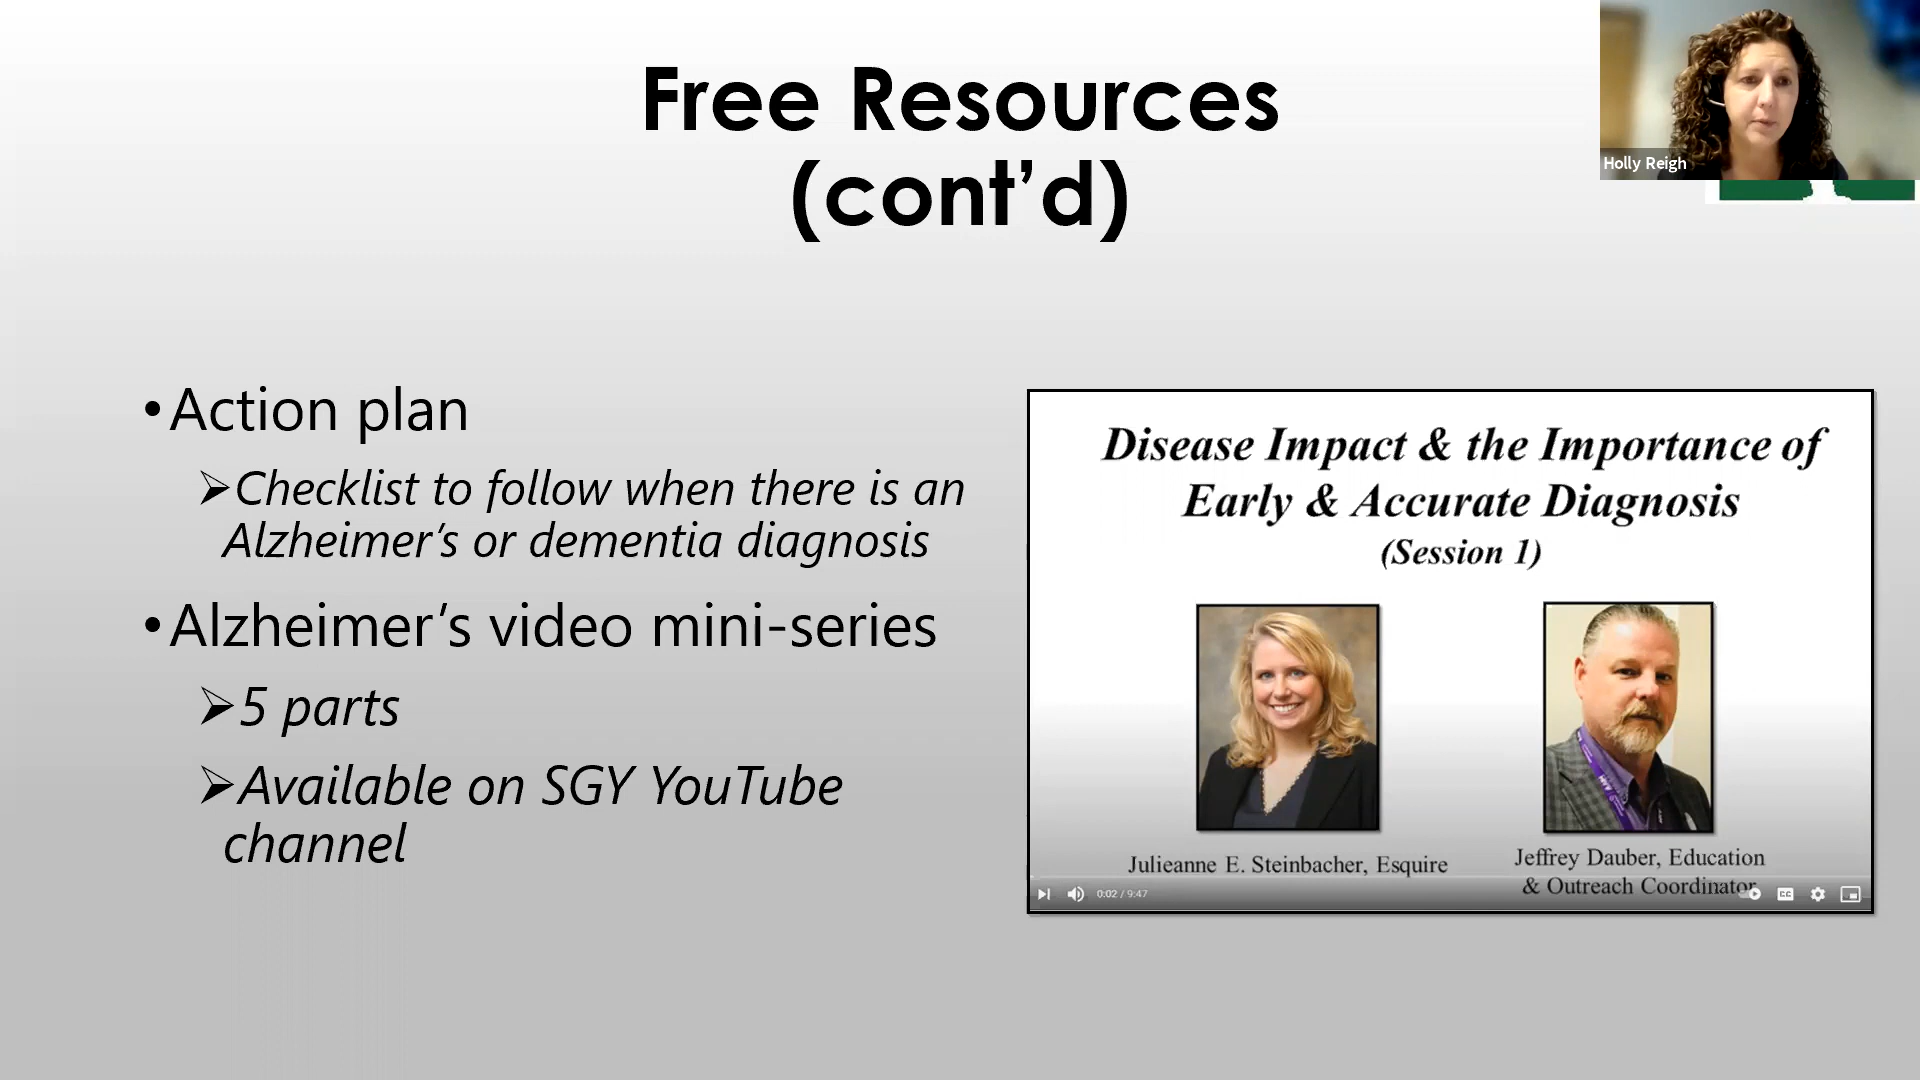 Free Resources
(cont’d)
Holly Reigh
•Action plan
➢Checklist to follow when there is an
Alzheimer’s or dementia diagnosis
•Alzheimer’s video mini-series
➢5 parts
➢Available on SGY YouTube
channel
Disease Impact & the Importance of
Early & Accurate Diagnosis
(Session 1)
Julieanne E. Steinbacher, Esquire
Jeffrey Dauber, Education
& Outreach Coordinator
0:02 / 9:47
CC